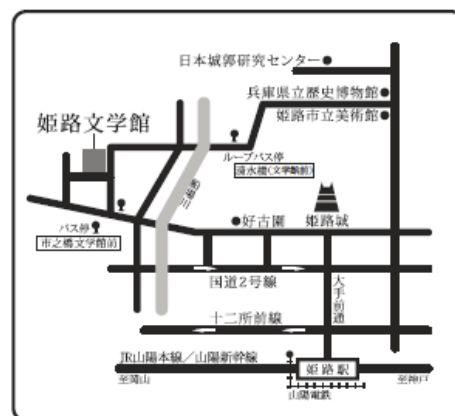 日本城郭研究センター
兵庫県立歴史博物館
姫路市立美術館
姫路文学館
ループバス停
清水橋(文学館前)
バス停
市之橋文学館前
好古園
姫路城
国道2号線
大手前通
十二所前線
JR山陽本線／山陽新幹線
至岡山
姫路駅
至神戸
山陽電鉄